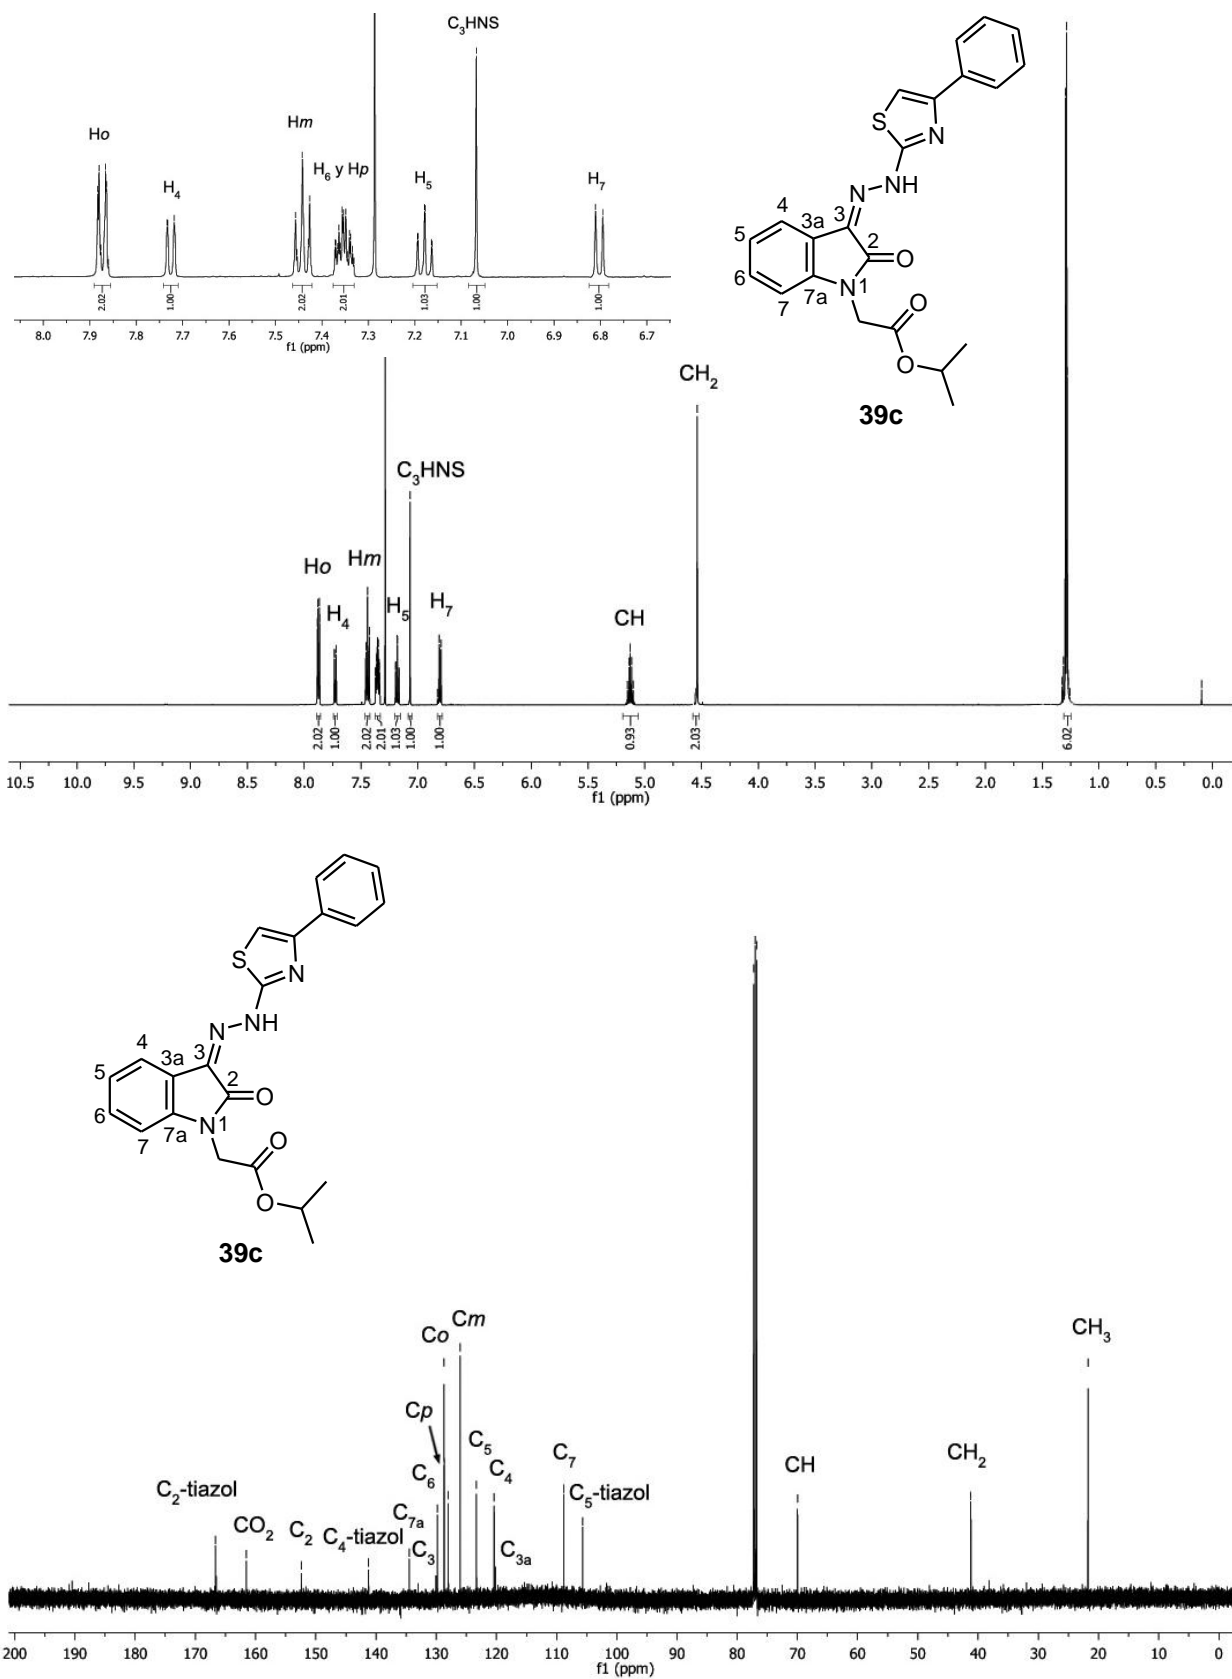 C3HNS
Ho
H4
Hm
H6 y Hp
H5
H7
2.02
1.00
2.02
2.01
1.03
1.00
1.00
8.0 7.9 7.8 7.7 7.6 7.5 7.4 7.3 7.2 7.1 7.0 6.9 6.8 6.7
f1 (ppm)
S
N
N
NH
4
3a
3
5
2
O
6
N
1
7a
7
O
O
39c
CH2
C3HNS
Ho
Hm
H4
H5
H7
CH
2.02
1.00
2.02
2.01
1.03
1.00
1.00
0.93
2.03
6.02
10.5 10.0 9.5 9.0 8.5 8.0 7.5 7.0 6.5 6.0 5.5 5.0 4.5 4.0 3.5 3.0 2.5 2.0 1.5 1.0 0.5 0.0
f1 (ppm)
S
N
N
NH
4
3a
3
5
2
O
6
N
1
7a
7
O
O
39c
Cm
Co
CH3
Cp
C5
C7
CH2
C6
C4
CH
C2-tiazol
C5-tiazol
CO2
C2
C4-tiazol
C7a
C3
C3a
200 190 180 170 160 150 140 130 120 110 100 90 80 70 60 50 40 30 20 10 0
f1 (ppm)